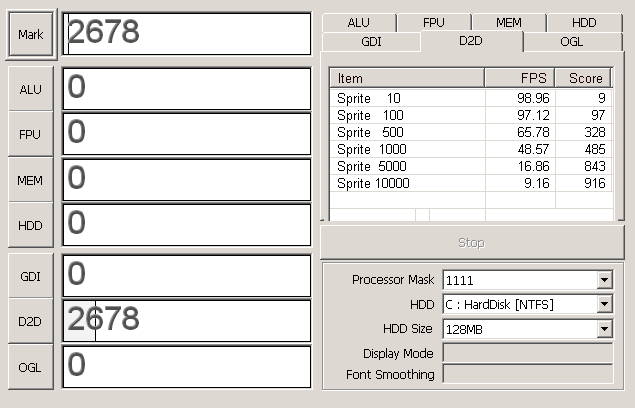 Mark 2678
ALU 0
FPU 0
MEM 0
HDD 0
GDI 0
D2D 2678
OGL 0
ALU FPU MEM HDD
GDI D2D OGL
Item FPS Score
Sprite 10 98.96 9
Sprite 100 97.12 97
Sprite 500 65.78 328
Sprite 1000 48.57 485
Sprite 5000 16.86 843
Sprite 10000 9.16 916
Stop
Processor Mask 1111
HDD C : HardDisk [NTFS]
HDD Size 128MB
Display Mode
Font Smoothing